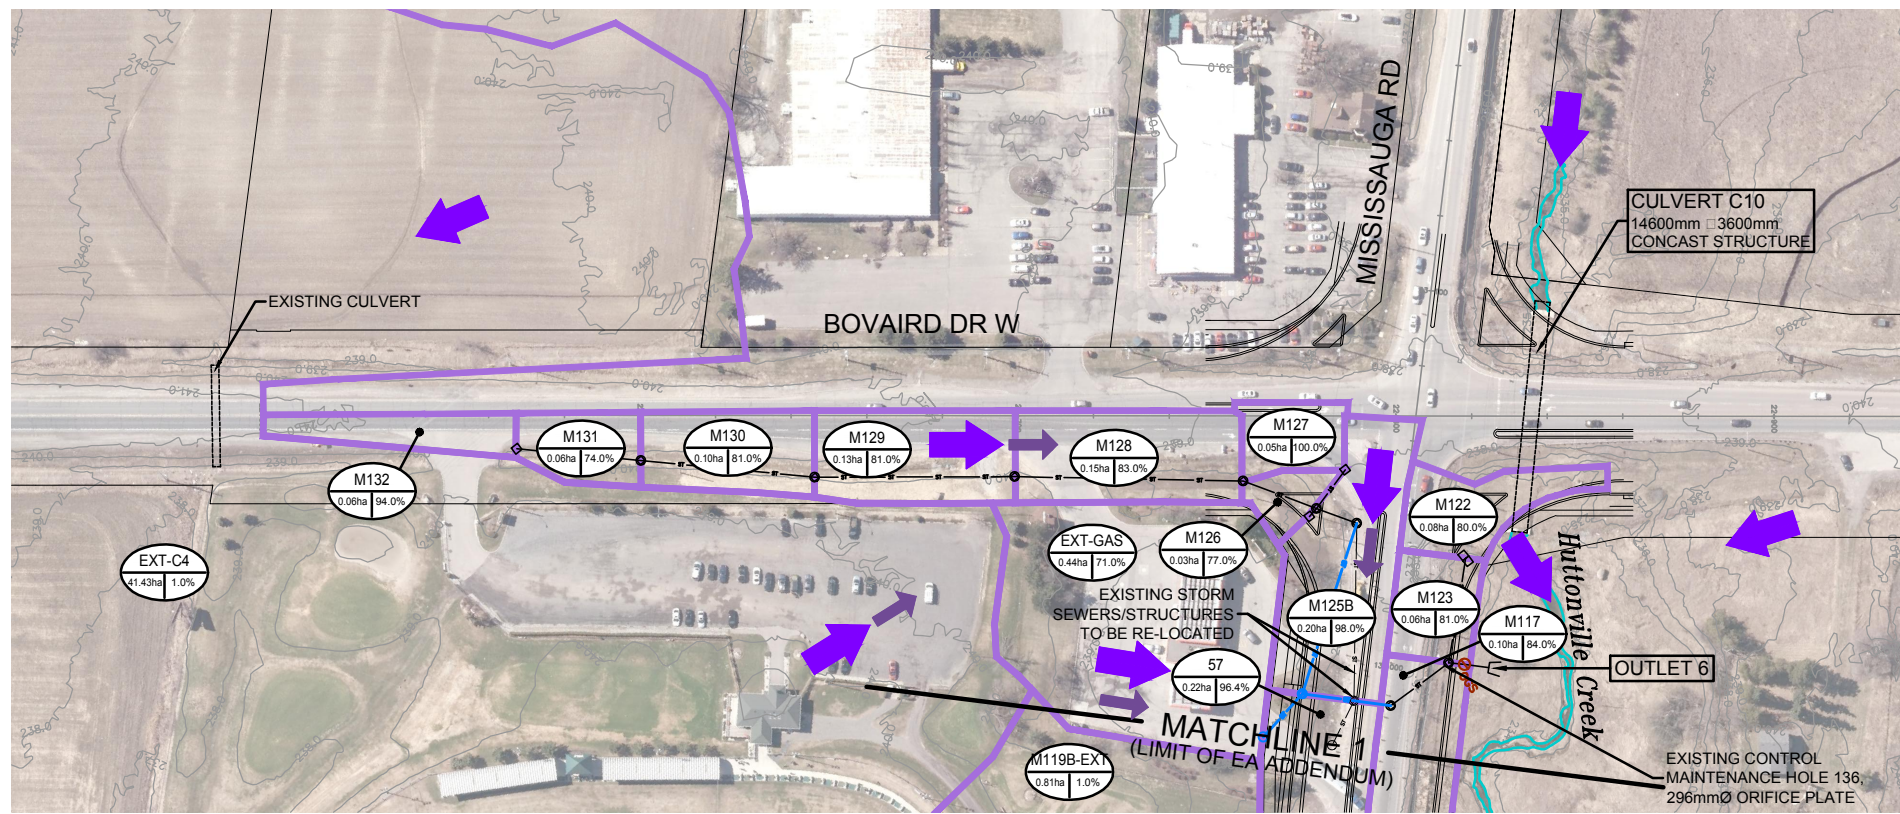 CULVERT C10
14600mm □3600mm
CONCAST STRUCTURE
MISSISSAUGA RD
EXISTING CULVERT
BOVAIRD DR W
M127
0.05ha 100.0%
M131
0.06ha 74.0%
M130
0.10ha 81.0%
M129
0.13ha 81.0%
M128
0.15ha 83.0%
M132
0.06ha 94.0%
M122
0.08ha 80.0%
EXT-GAS
0.44ha 71.0%
M126
0.03ha 77.0%
EXT-C4
41.43ha 1.0%
EXISTING STORM
SEWERS/STRUCTURES
TO BE RE-LOCATED
M125B
0.20ha 98.0%
M123
0.06ha 81.0%
M117
0.10ha 84.0%
Huttonville Creek
57
0.22ha 96.4%
OGS
OUTLET 6
MATCHLINE 1
(LIMIT OF EA ADDENDUM)
M119B-EXT
0.81ha 1.0%
EXISTING CONTROL
MAINTENANCE HOLE 136,
296mmØ ORIFICE PLATE